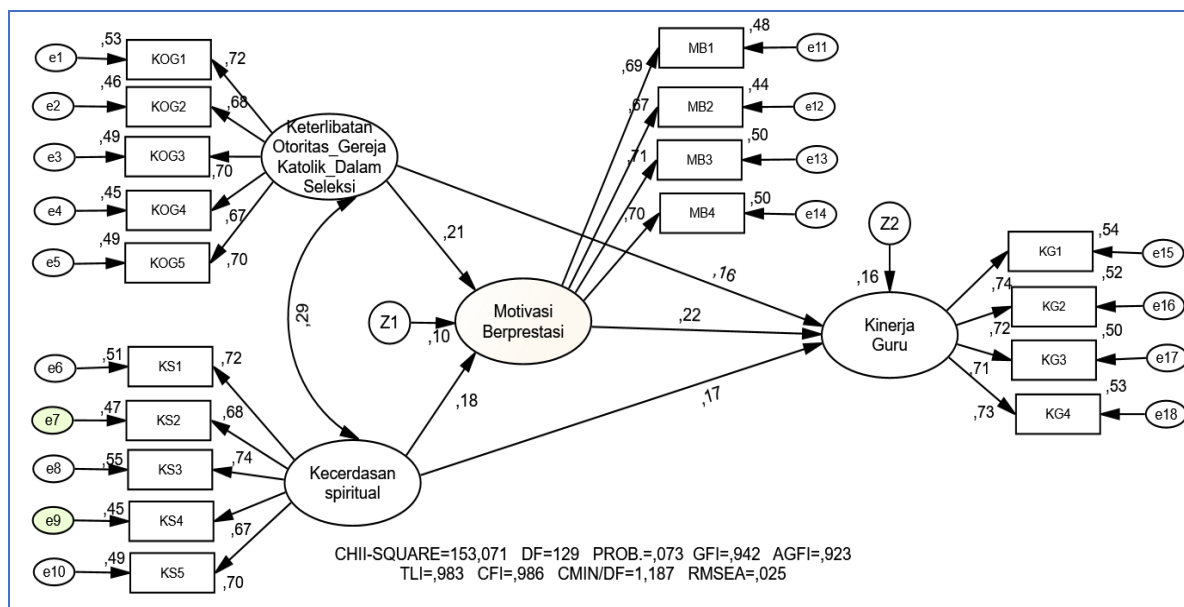 e1
,53
KOG1
,72
e2
,46
KOG2
,68
e3
,49
KOG3
,70
e4
,45
KOG4
,67
e5
,49
KOG5
,70
Keterlibatan
Otoritas_Gereja
Katolik_Dalam
Seleksi
,29
e6
,51
KS1
,72
e7
,47
KS2
,68
e8
,55
KS3
,74
e9
,45
KS4
,67
e10
,49
KS5
,70
Kecerdasan
spiritual
,21
,18
Z1
,10
Motivasi
Berprestasi
,69
MB1
,48
e11
,67
MB2
,44
e12
,71
MB3
,50
e13
,70
MB4
,50
e14
,16
,22
,17
Z2
,16
Kinerja
Guru
,74
KG1
,54
e15
,72
KG2
,52
e16
,71
KG3
,50
e17
,73
KG4
,53
e18
CHII-SQUARE=153,071 DF=129 PROB.=,073 GFI=,942 AGFI=,923
TLI=,983 CFI=,986 CMIN/DF=1,187 RMSEA=,025